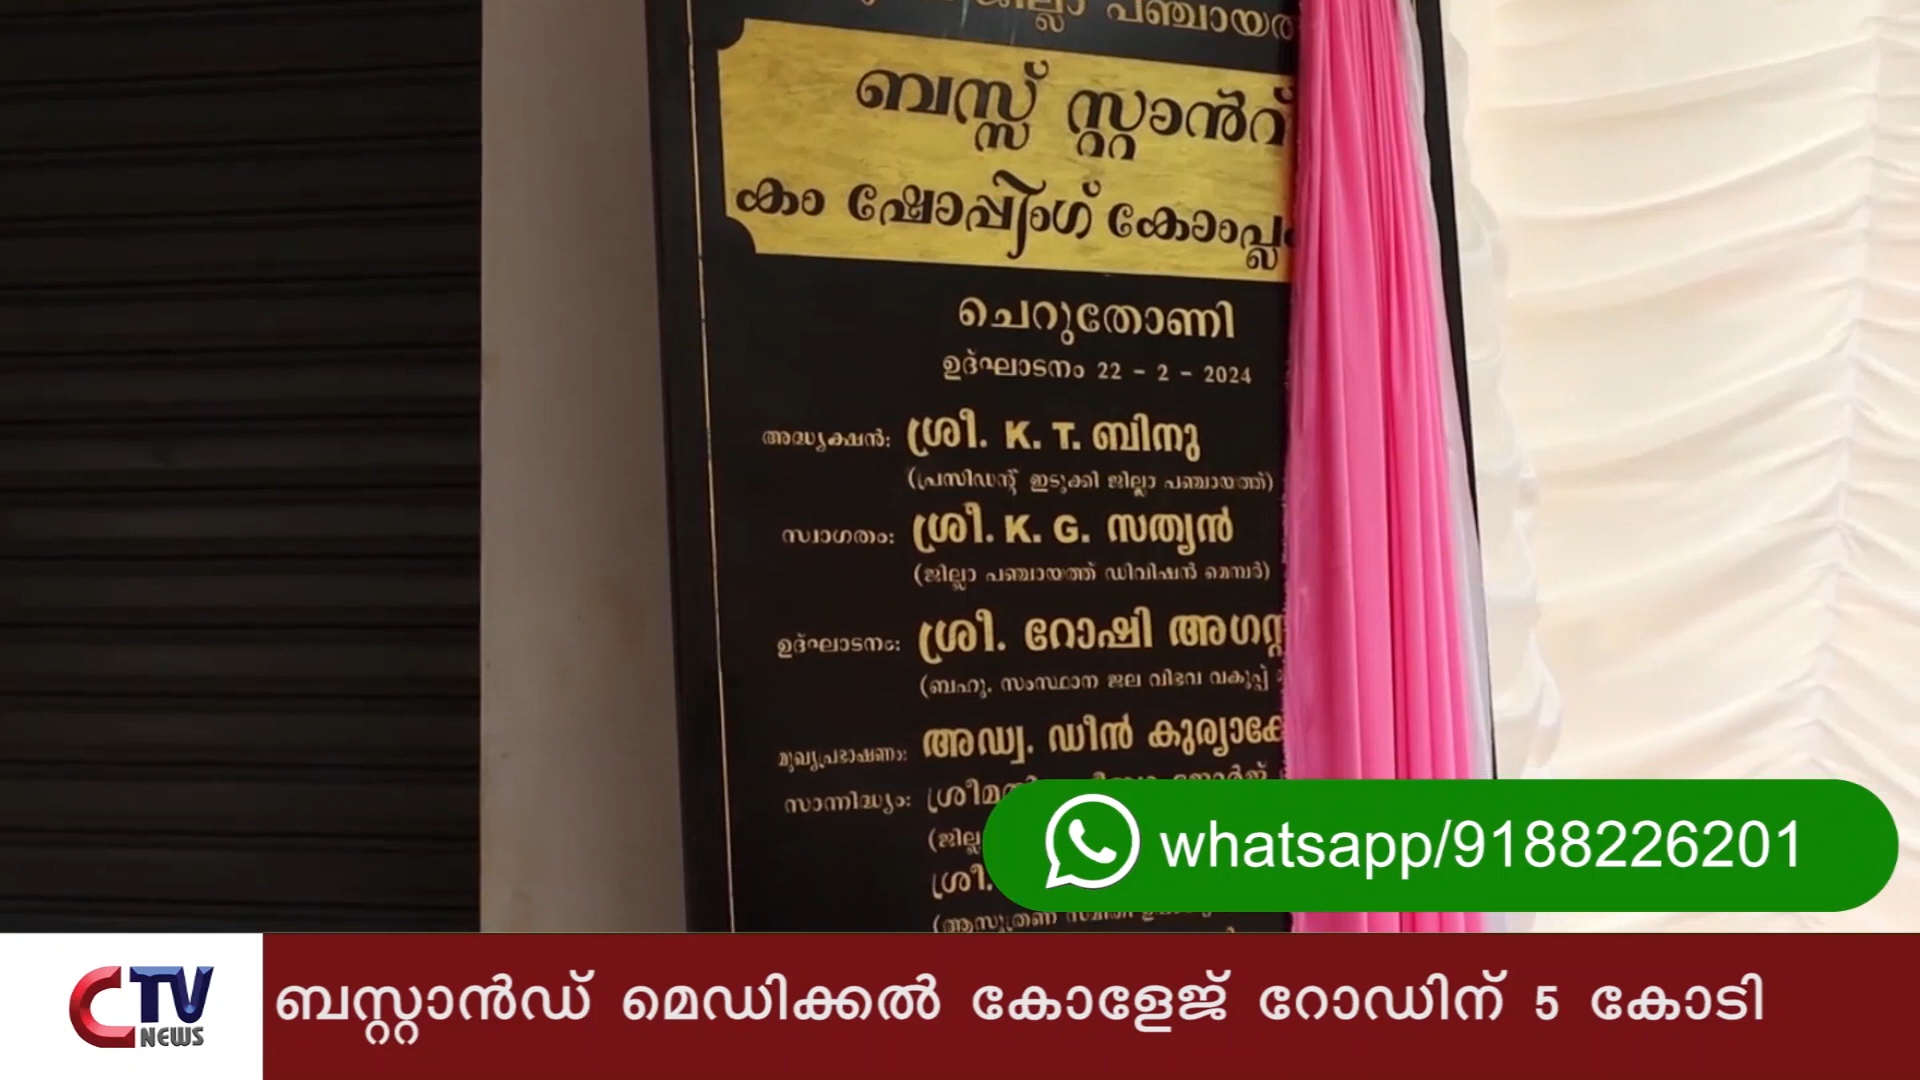 ജില്ലാ
ബസ്സ് സ്റ്റാൻറ്
കാ ഷോപ്പിംഗ്
ചെറുതോണി
ഉദ്ഘാടനം 22 - 2 - 2024
അദ്ധ്യക്ഷൻ: ശ്രീ. K. T. ബിനു
(പ്രസിഡന്റ് ഇടുക്കി ജില്ലാ പഞ്ചായത്ത്)
സ്വാഗതം: ശ്രീ. K. G. സത്യൻ
(ജില്ലാ പഞ്ചായത്ത് ഡിവിഷൻ മെമ്പർ)
ഉദ്ഘാടനം: ശ്രീ. റോഷി
(ബഹു. സംസ്ഥാന ജല വിഭവ വകുപ്പ്
മുഖ്യപ്രഭാഷണം: അഡ്വ. ഡീൻ
സാന്നിദ്ധ്യം:
ശ്രീ.
whatsapp/9188226201
CTV NEWS
ബസ്റ്റാൻഡ് മെഡിക്കൽ കോളേജ് റോഡിന് 5 കോടി